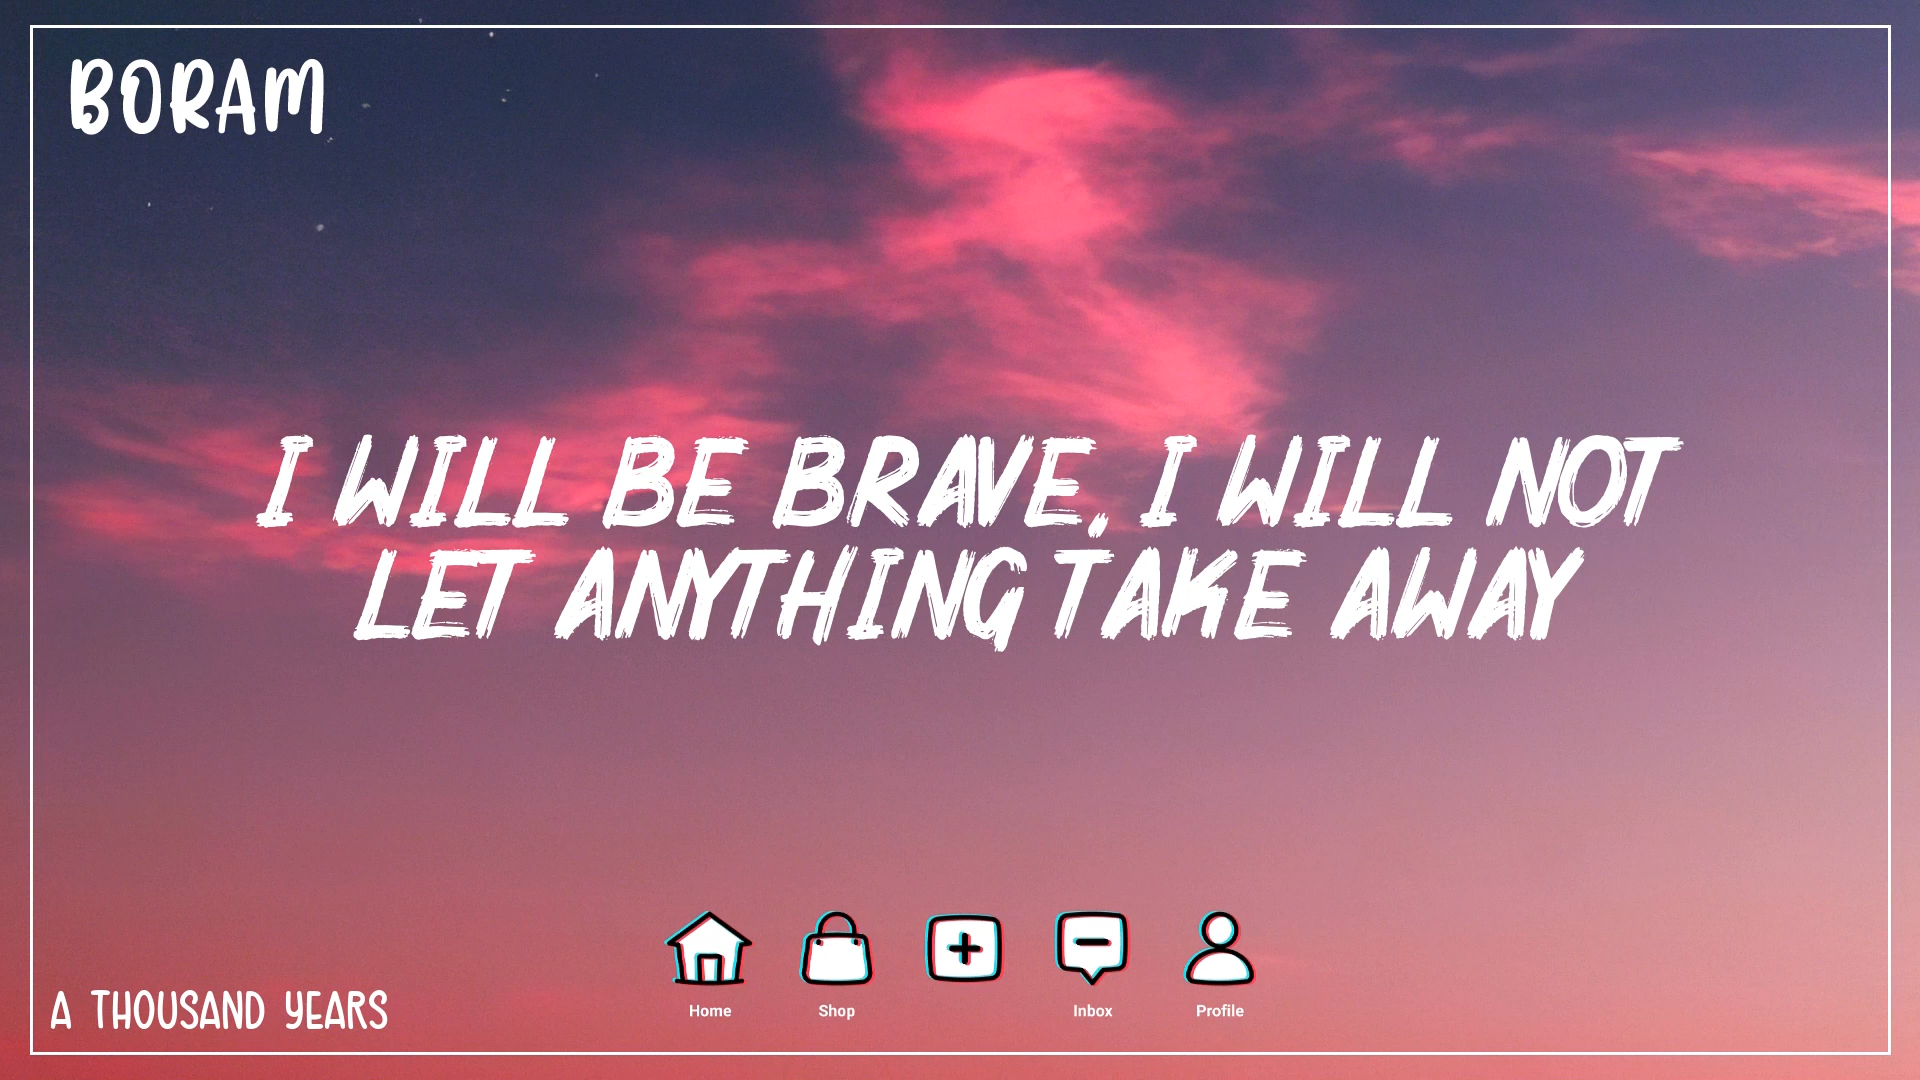 BORAM
I WILL BE BRAVE, I WILL NOT
LET ANYTHING TAKE AWAY
Home
Shop
Inbox
Profile
A THOUSAND YEARS